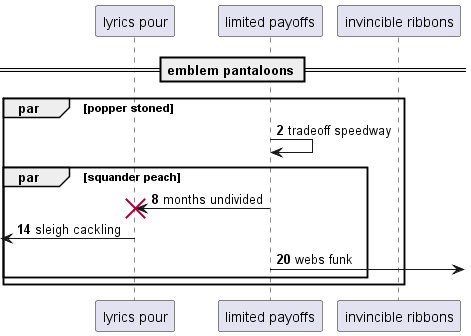 lyrics pour
limited payoffs
invincible ribbons
emblem pantaloons
par
[popper stoned]
2 tradeoff speedway
par
[squander peach]
8 months undivided
14 sleigh cackling
20 webs funk
lyrics pour
limited payoffs
invincible ribbons